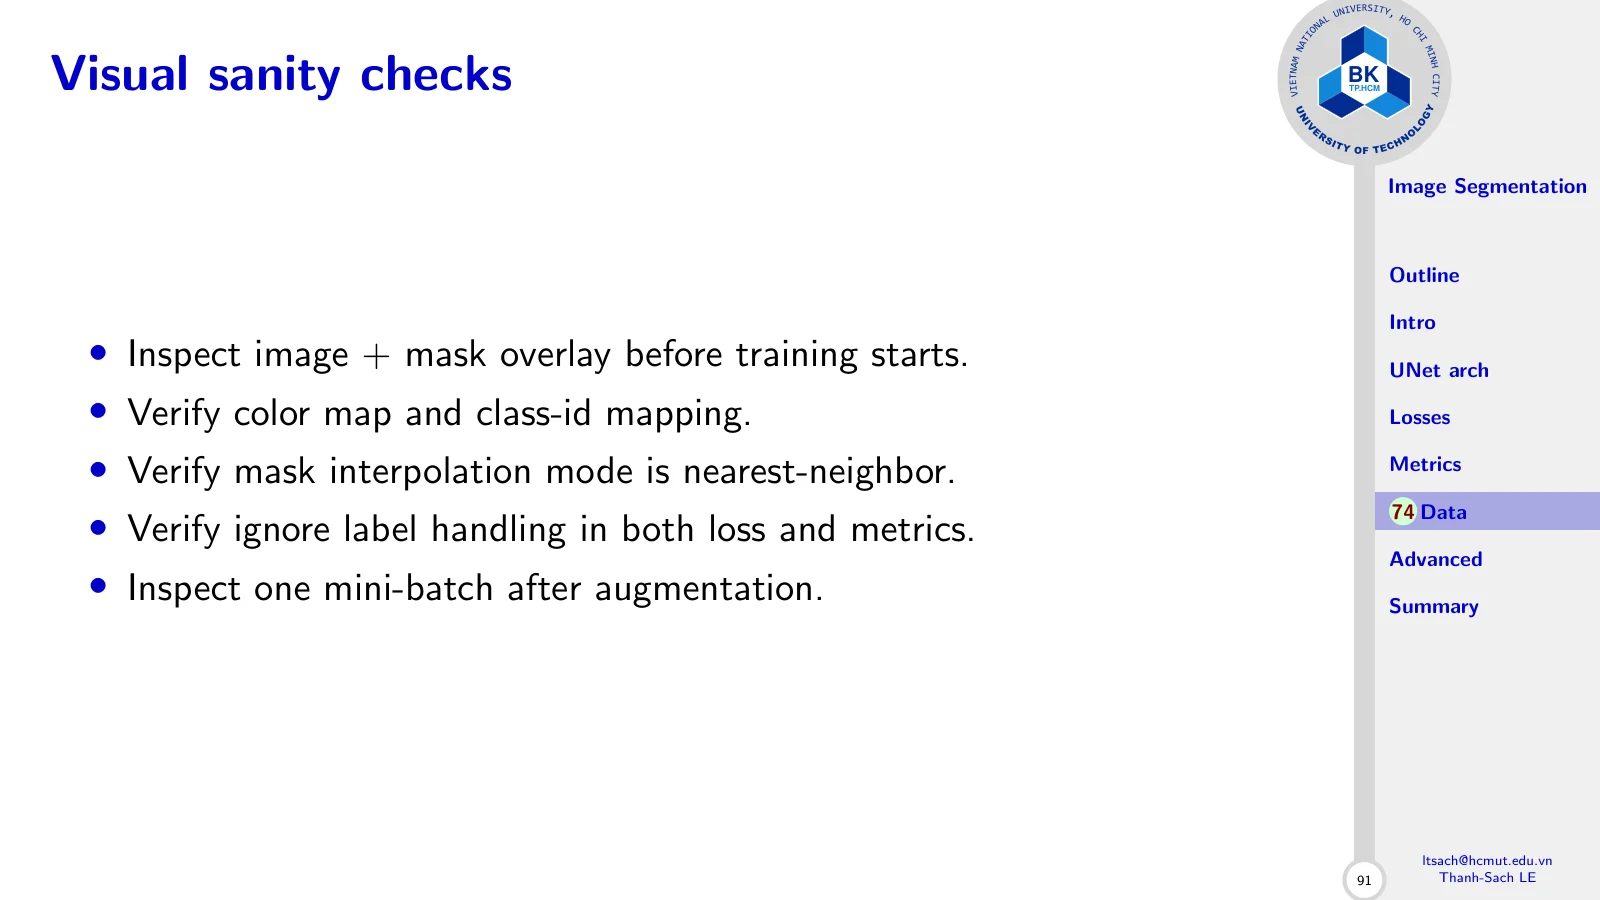 Visual sanity checks
• Inspect image + mask overlay before training starts.
• Verify color map and class-id mapping.
• Verify mask interpolation mode is nearest-neighbor.
• Verify ignore label handling in both loss and metrics.
• Inspect one mini-batch after augmentation.
VIETNAM NATIONAL UNIVERSITY, HO CHI MINH CITY
BK
TP.HCM
UNIVERSITY OF TECHNOLOGY
Image Segmentation
Outline
Intro
UNet arch
Losses
Metrics
74 Data
Advanced
Summary
ltsach@hcmut.edu.vn
Thanh-Sach LE
91